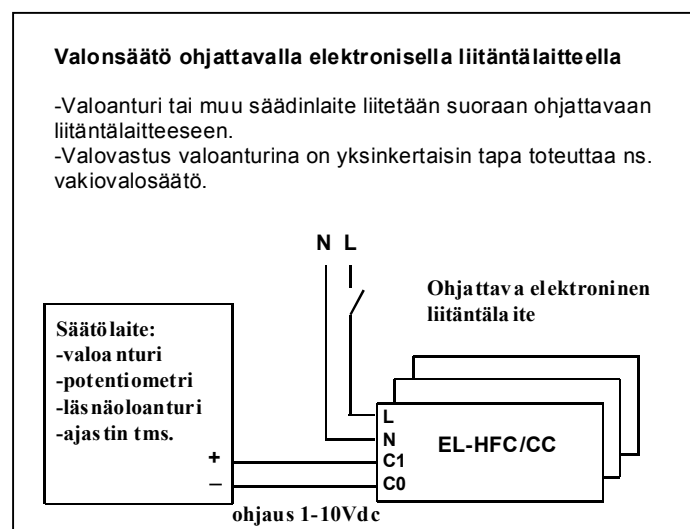 Valonsäätö ohjattavalla elektronisella liitäntälaitteella
-Valoanturi tai muu säädinlaite liitetään suoraan ohjattavaan
liitäntälaitteeseen.
-Valovastus valoanturina on yksinkertaisin tapa toteuttaa ns.
vakiovalosäätö.
N L
Ohjattava elektroninen
liitäntälaite
Säätölaite:
-valoanturi
-potentiometri
-läsnäoloanturi
-ajastin tms.
+
–
L
N
C1
C0
EL-HFC/CC
ohjaus 1-10Vdc